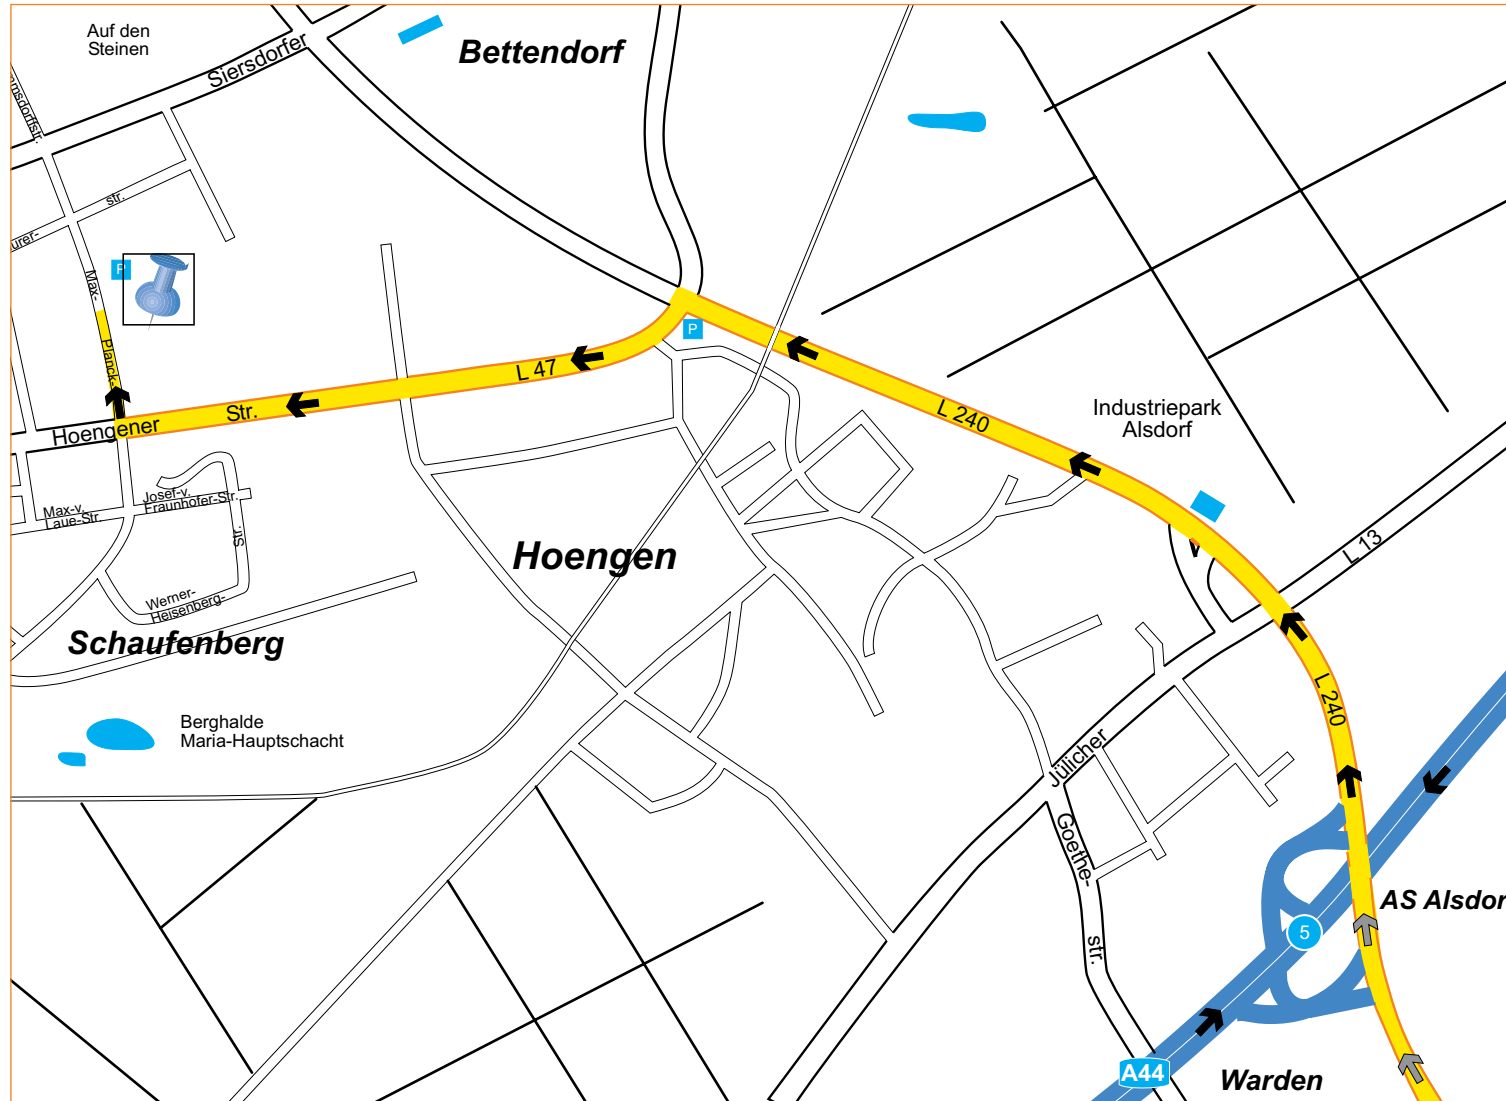 Auf den
Steinen
Siersdorfer
Bettendorf
str.
P
Max-
P
Planck-
L 47
L 240
Str.
Hoengener
Industriepark
Alsdorf
Josef-v.
Fraunhofer-Str.
Max-v.
Laue-Str.
Str.
L 13
Hoengen
Werner-
Heisenberg-
Schaufenberg
L 240
Berghalde
Maria-Hauptschacht
Jülicher
Goethe-
str.
AS Alsdor
5
A44
Warden